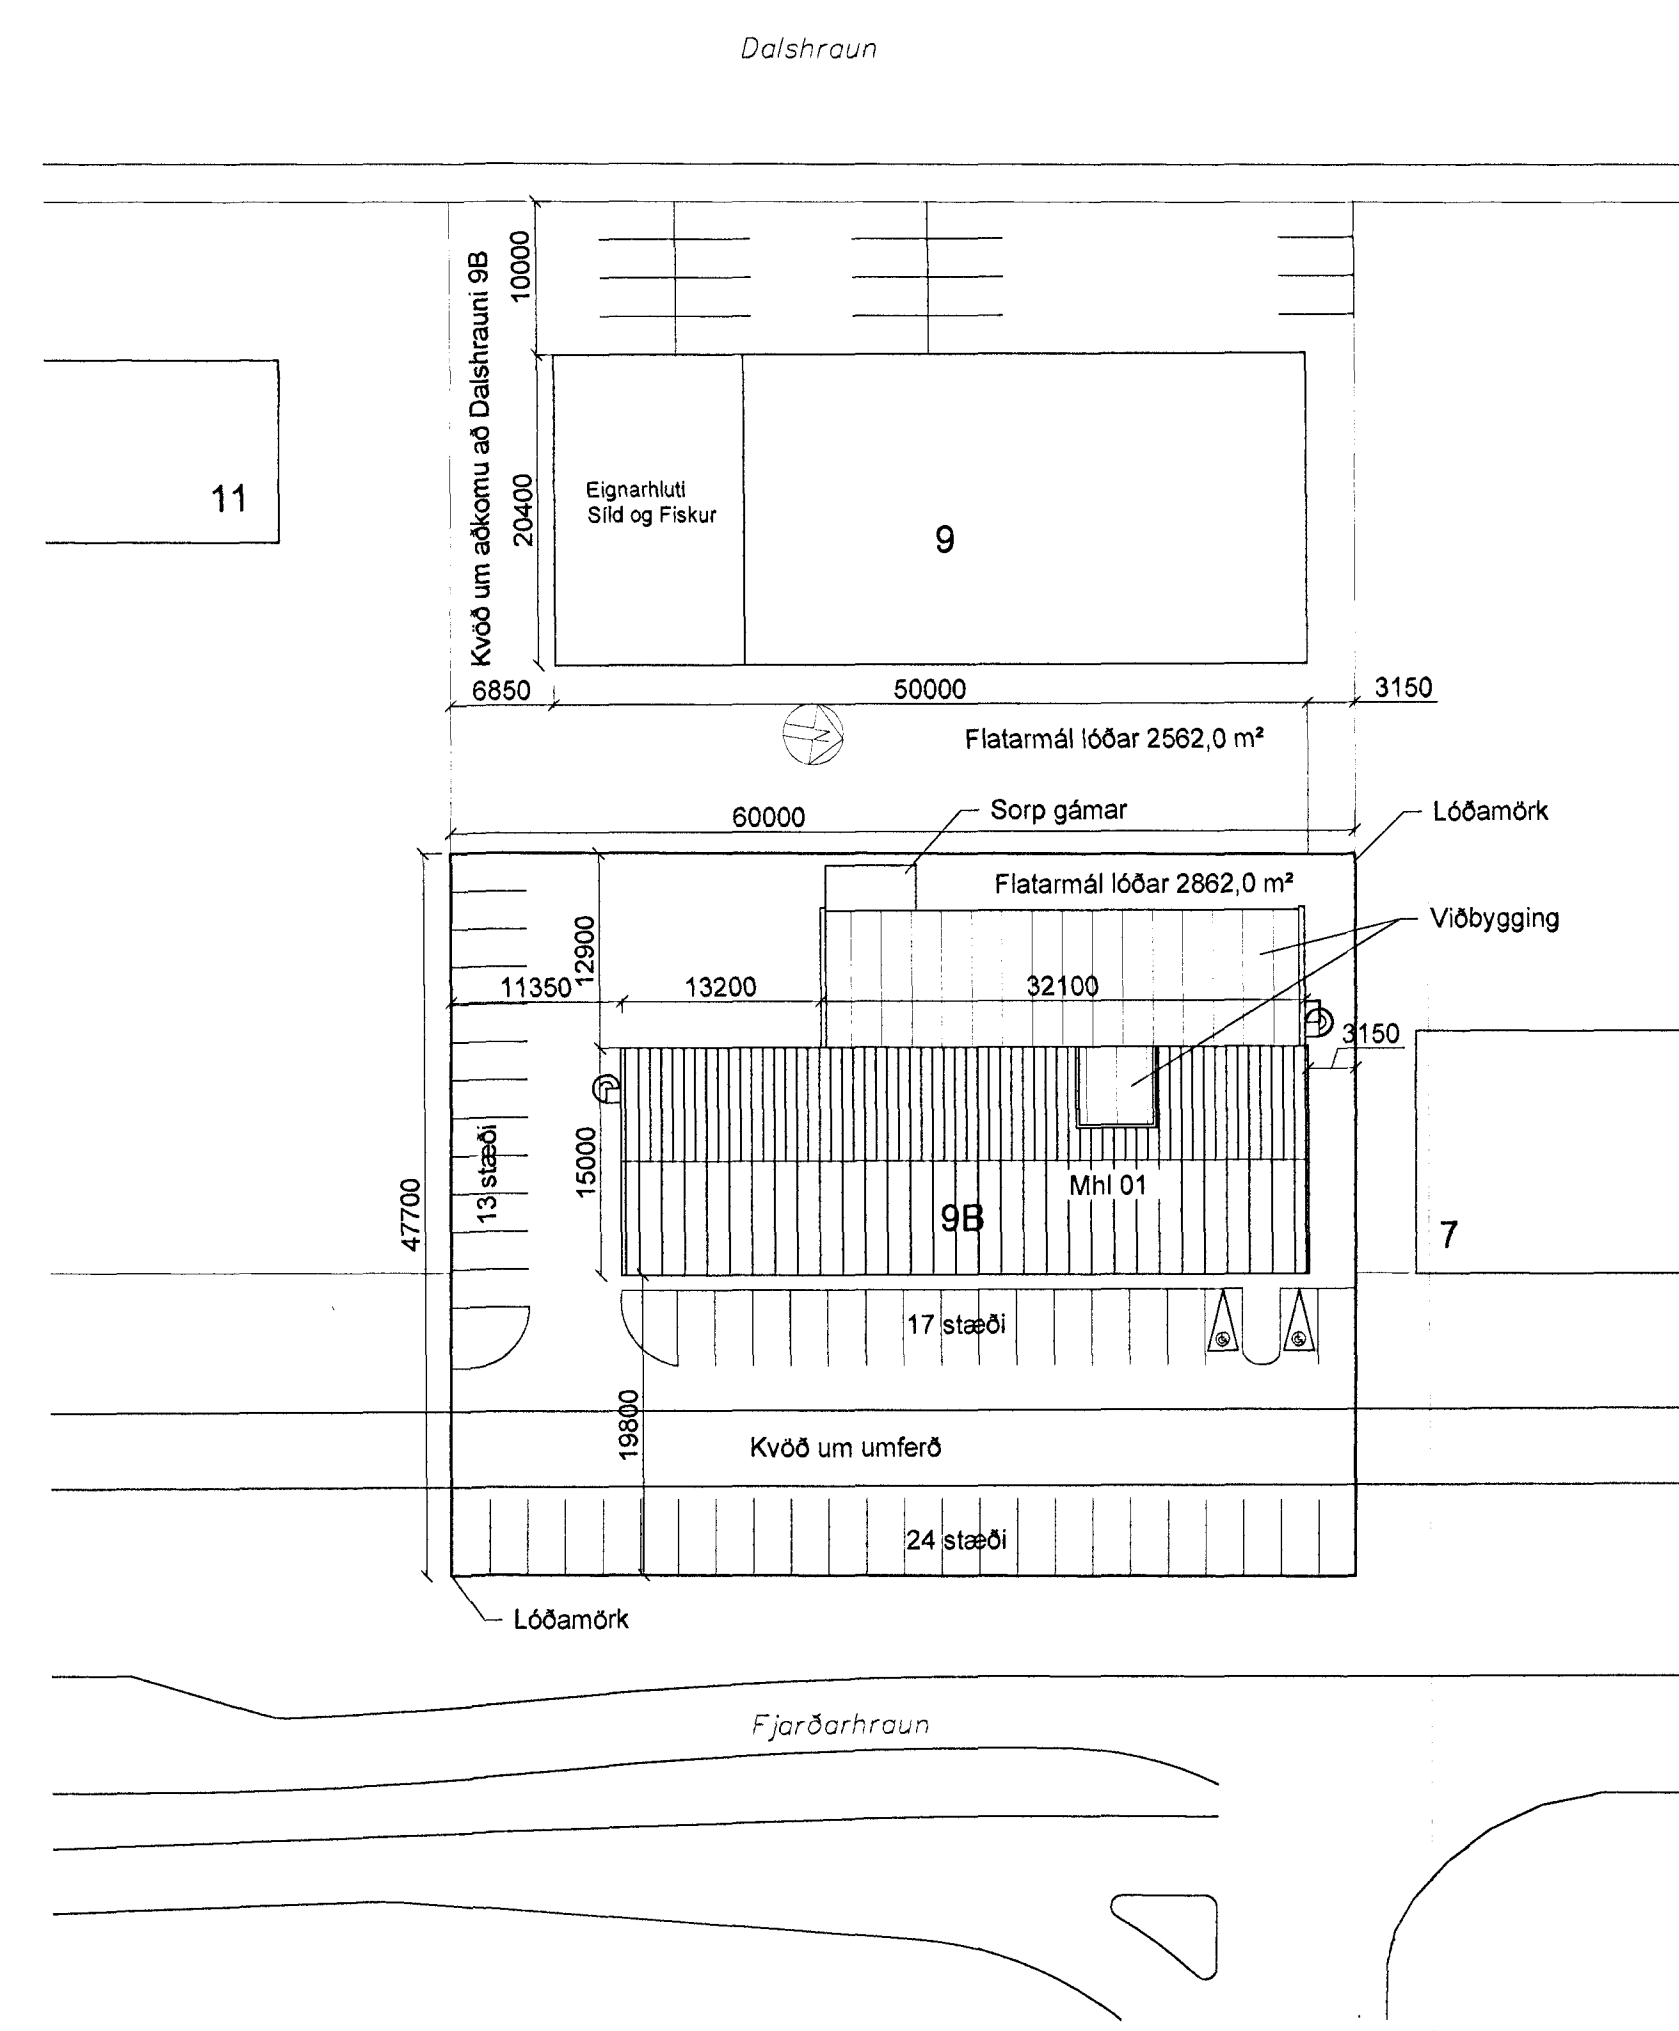 Dalshraun
10000
Kvöð um aðkomu að Dalshrauni 9B
11
20400
Eignarhluti
Síld og Fiskur
9
6850
50000
3150
Flatarmál lóðar 2562,0 m²
60000
Sorp gámar
Lóðamörk
Flatarmál lóðar 2862,0 m²
Viðbygging
12900
11350
13200
32100
3150
15000
13 stæði
47700
Mhl 01
9B
7
17 stæði
19800
Kvöð um umferð
24 stæði
Lóðamörk
Fjarðarhraun